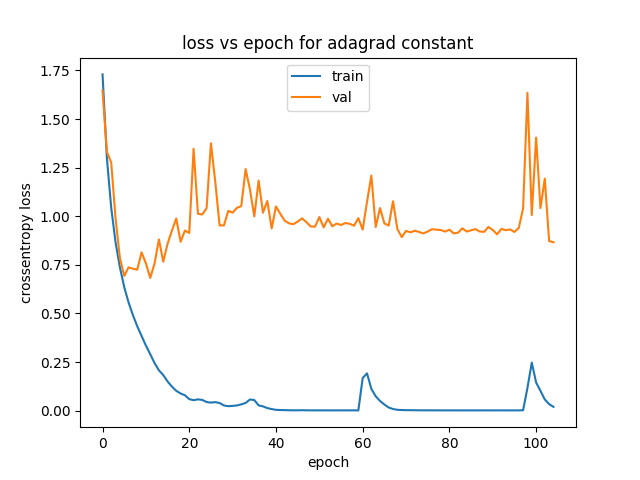 loss vs epoch for adagrad constant
train
val
crossentropy loss
1.75
1.50
1.25
1.00
0.75
0.50
0.25
0.00
0 20 40 60 80 100
epoch